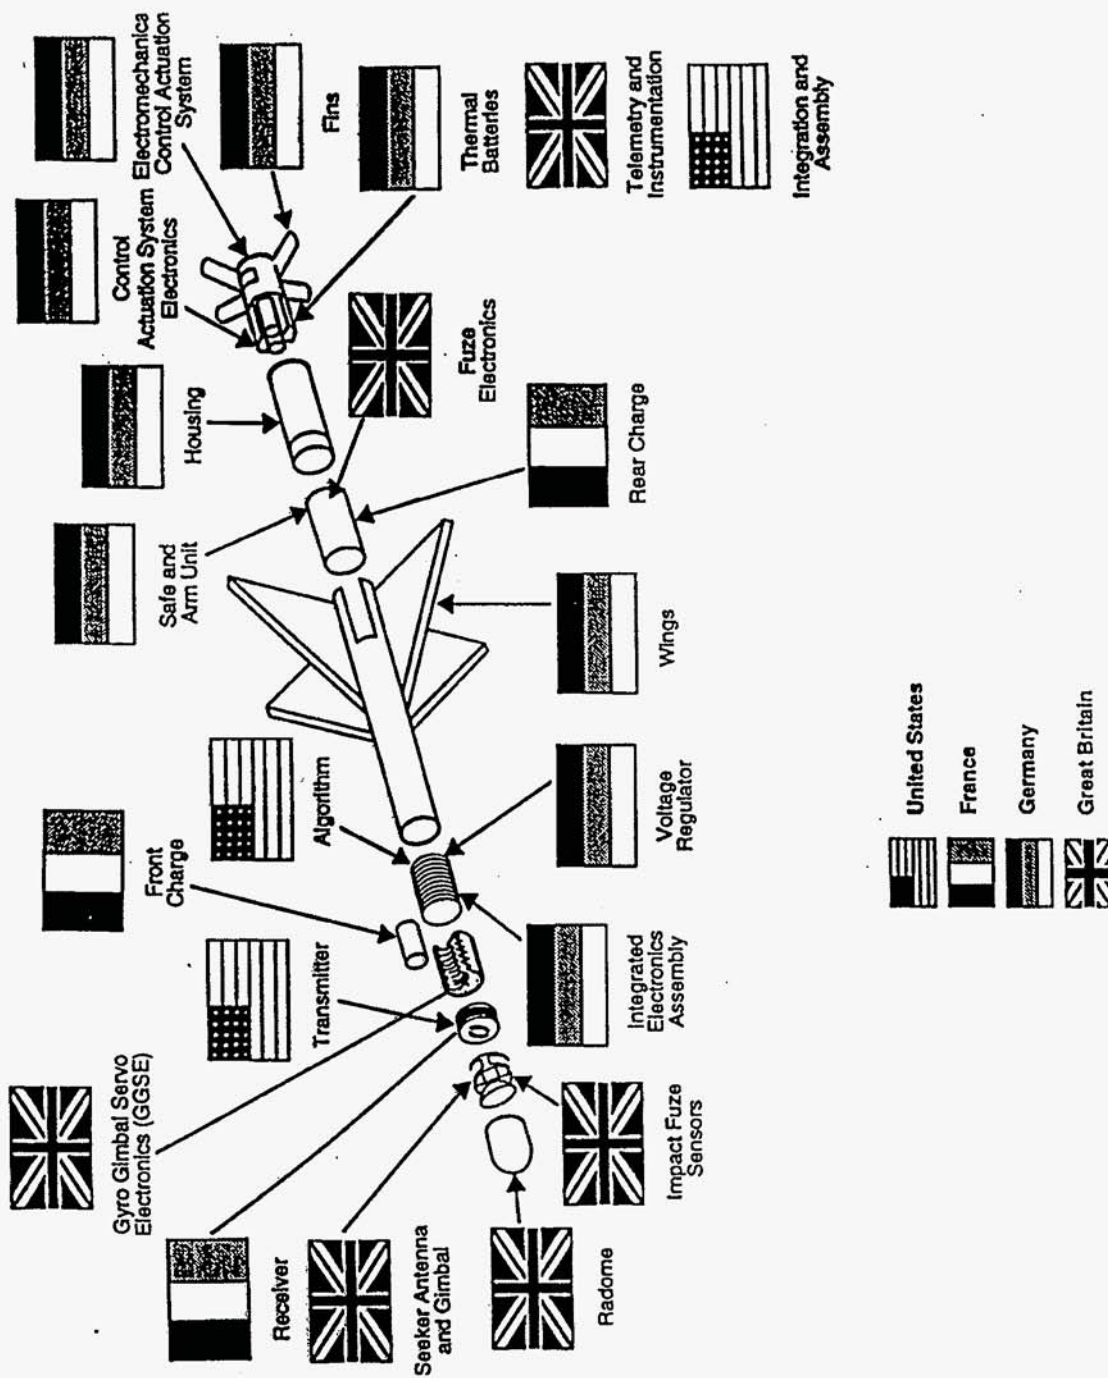 Electromechanica
Control Actuation
System
Control
Actuation System
Electronics
Fins
Thermal
Batteries
Telemetry and
Instrumentation
Integration and
Assembly
Housing
Fuze
Electronics
Safe and
Arm Unit
Rear Charge
Wings
Algorithm
Front
Charge
Voltage
Regulator
Transmitter
Integrated
Electronics
Assembly
Gyro Gimbal Servo
Electronics (GGSE)
Impact Fuze
Sensors
Receiver
Seeker Antenna
and Gimbal
Radome
United States
France
Germany
Great Britain